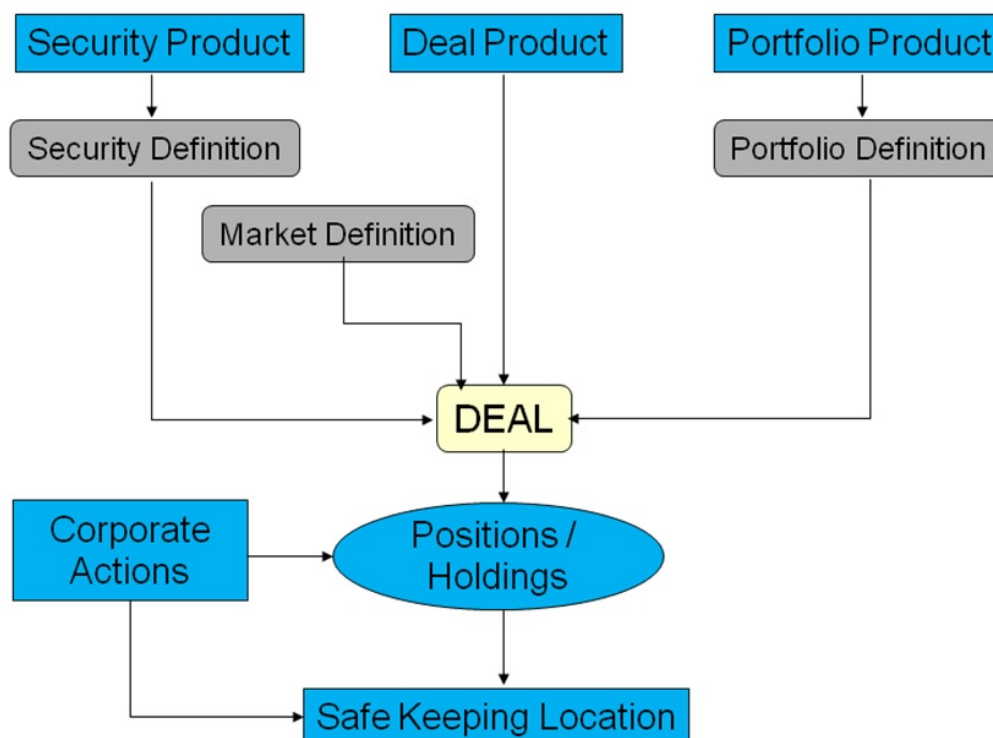 Security Product
Deal Product
Portfolio Product
Security Definition
Portfolio Definition
Market Definition
DEAL
Corporate
Actions
Positions /
Holdings
Safe Keeping Location